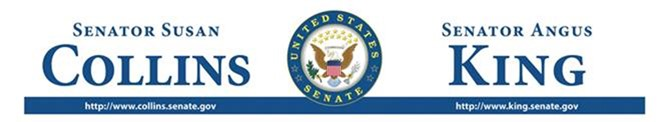 SENATOR SUSAN
COLLINS
http://www.collins.senate.gov
UNITED STATES
SENATE
SENATOR ANGUS
KING
http://www.king.senate.gov